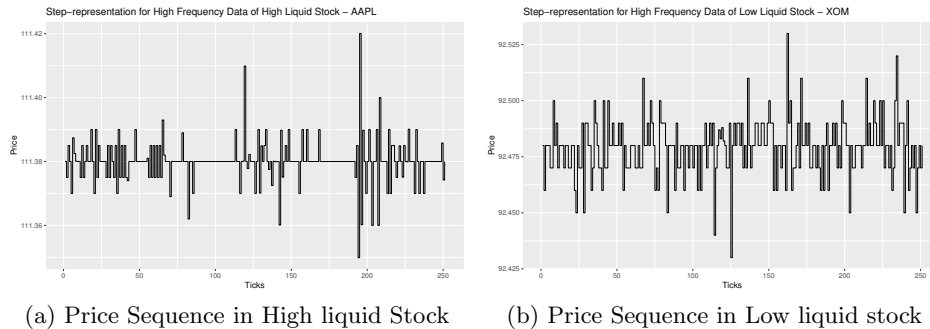 Step-representation for High Frequency Data of High Liquid Stock – AAPL
111.42
111.40
111.38
111.36
Price
0 50 100 150 200 250
Ticks
(a) Price Sequence in High liquid Stock
Step-representation for High Frequency Data of Low Liquid Stock – XOM
92.525
92.500
92.475
92.450
92.425
Price
0 50 100 150 200 250
Ticks
(b) Price Sequence in Low liquid stock